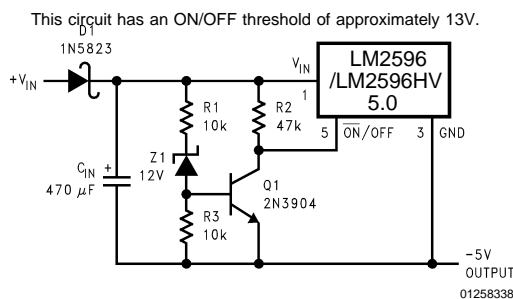 This circuit has an ON/OFF threshold of approximately 13V.
D1
1N5823
+VIN
VIN
1
LM2596
/LM2596HV
5.0
5 ON/OFF
3 GND
R1
10k
R2
47k
Z1
12V
CIN +
470 μF
Q1
2N3904
R3
10k
−5V
OUTPUT
01258338